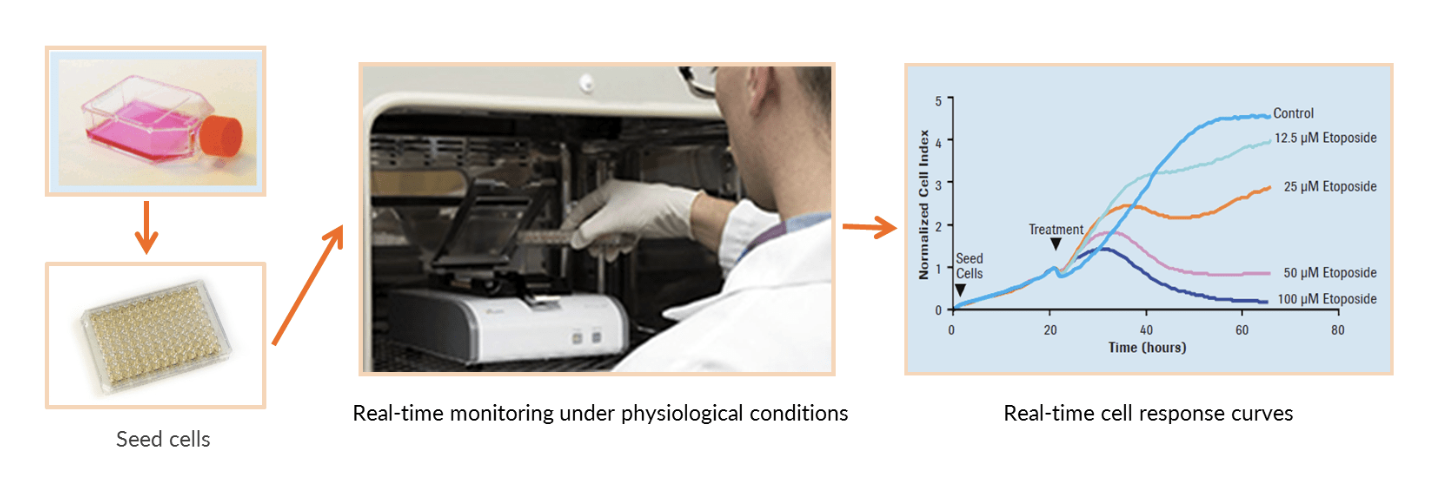 Seed cells
Real-time monitoring under physiological conditions
Normalized Cell Index
5
4
3
2
1
0
Seed
Cells
Treatment
Control
12.5 µM Etoposide
25 µM Etoposide
50 µM Etoposide
100 µM Etoposide
0
20
40
60
80
Time (hours)
Real-time cell response curves